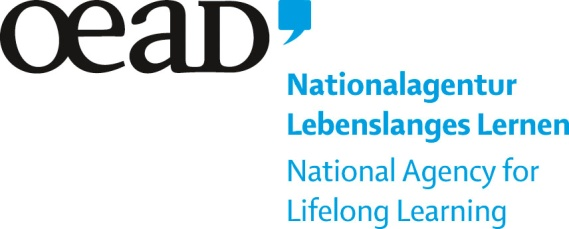 OeAD'
Nationalagentur
Lebenslanges Lernen
National Agency for
Lifelong Learning